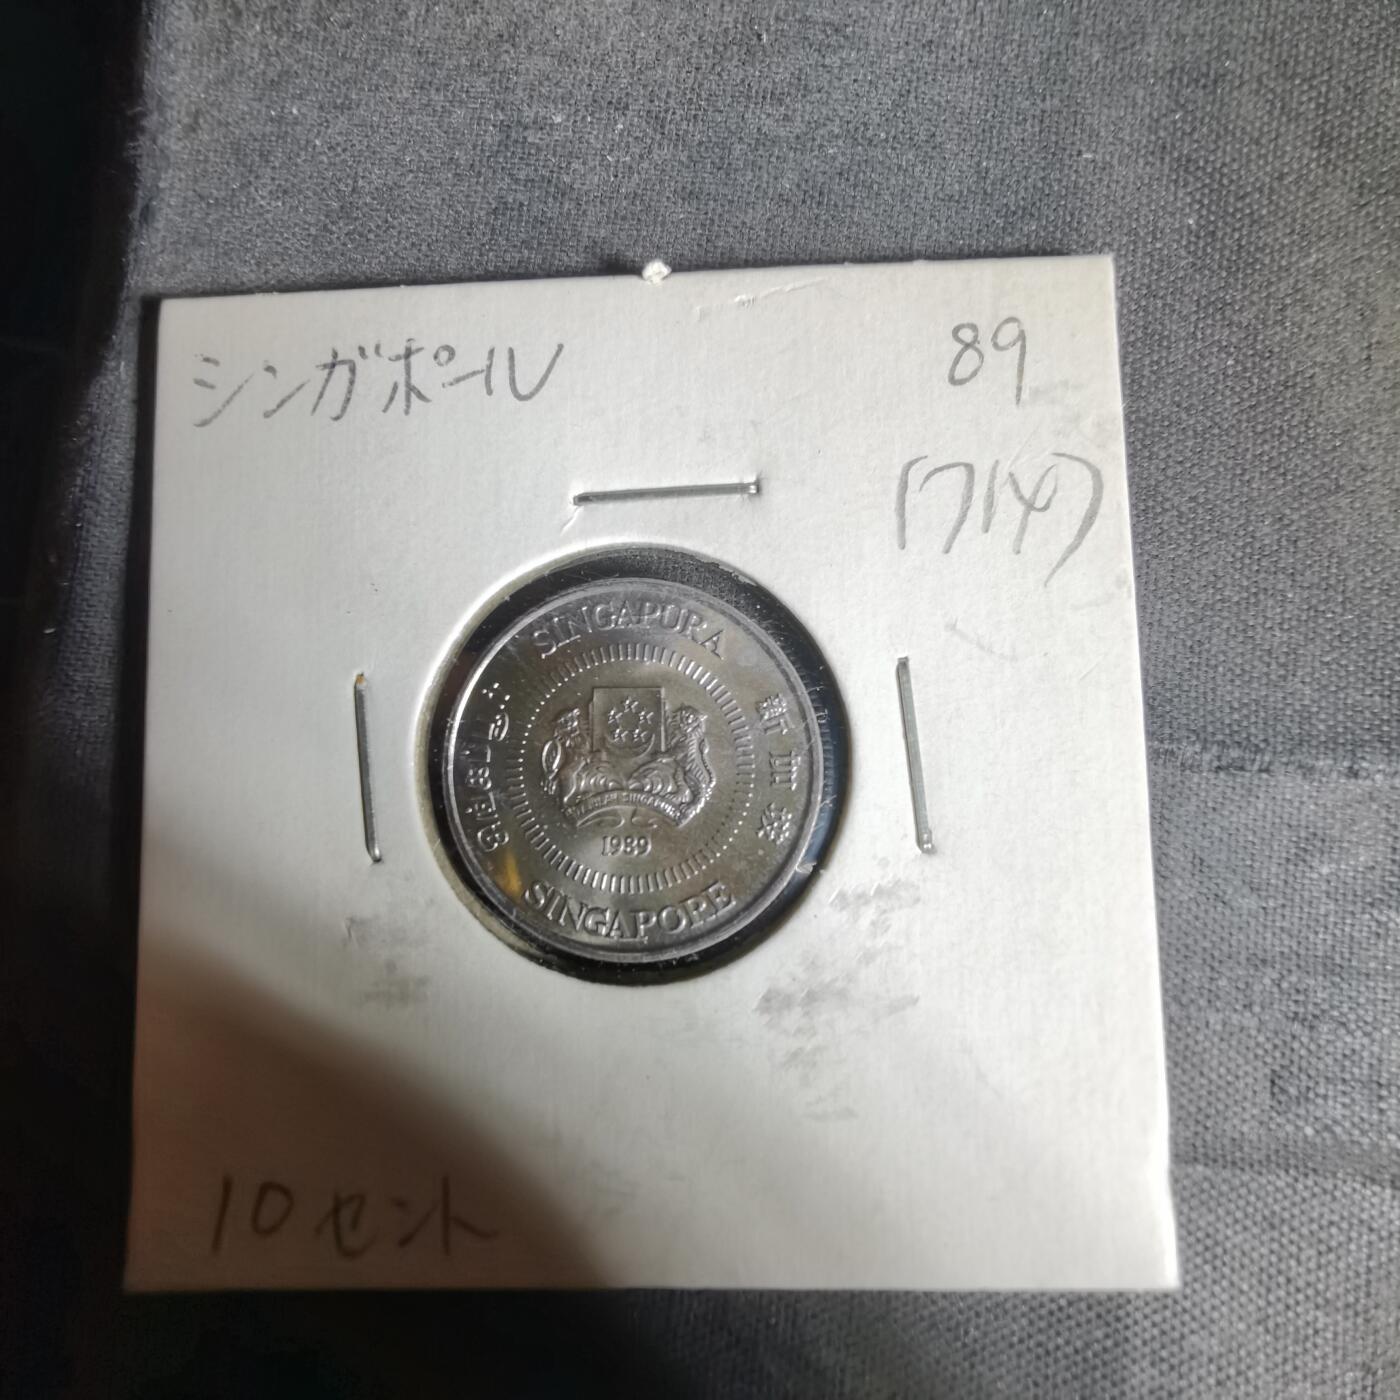 シンガポール
89
(714)
SINGAPURA
新加坡
சிங்கப்பூர்
1989
SINGAPORE
10セント